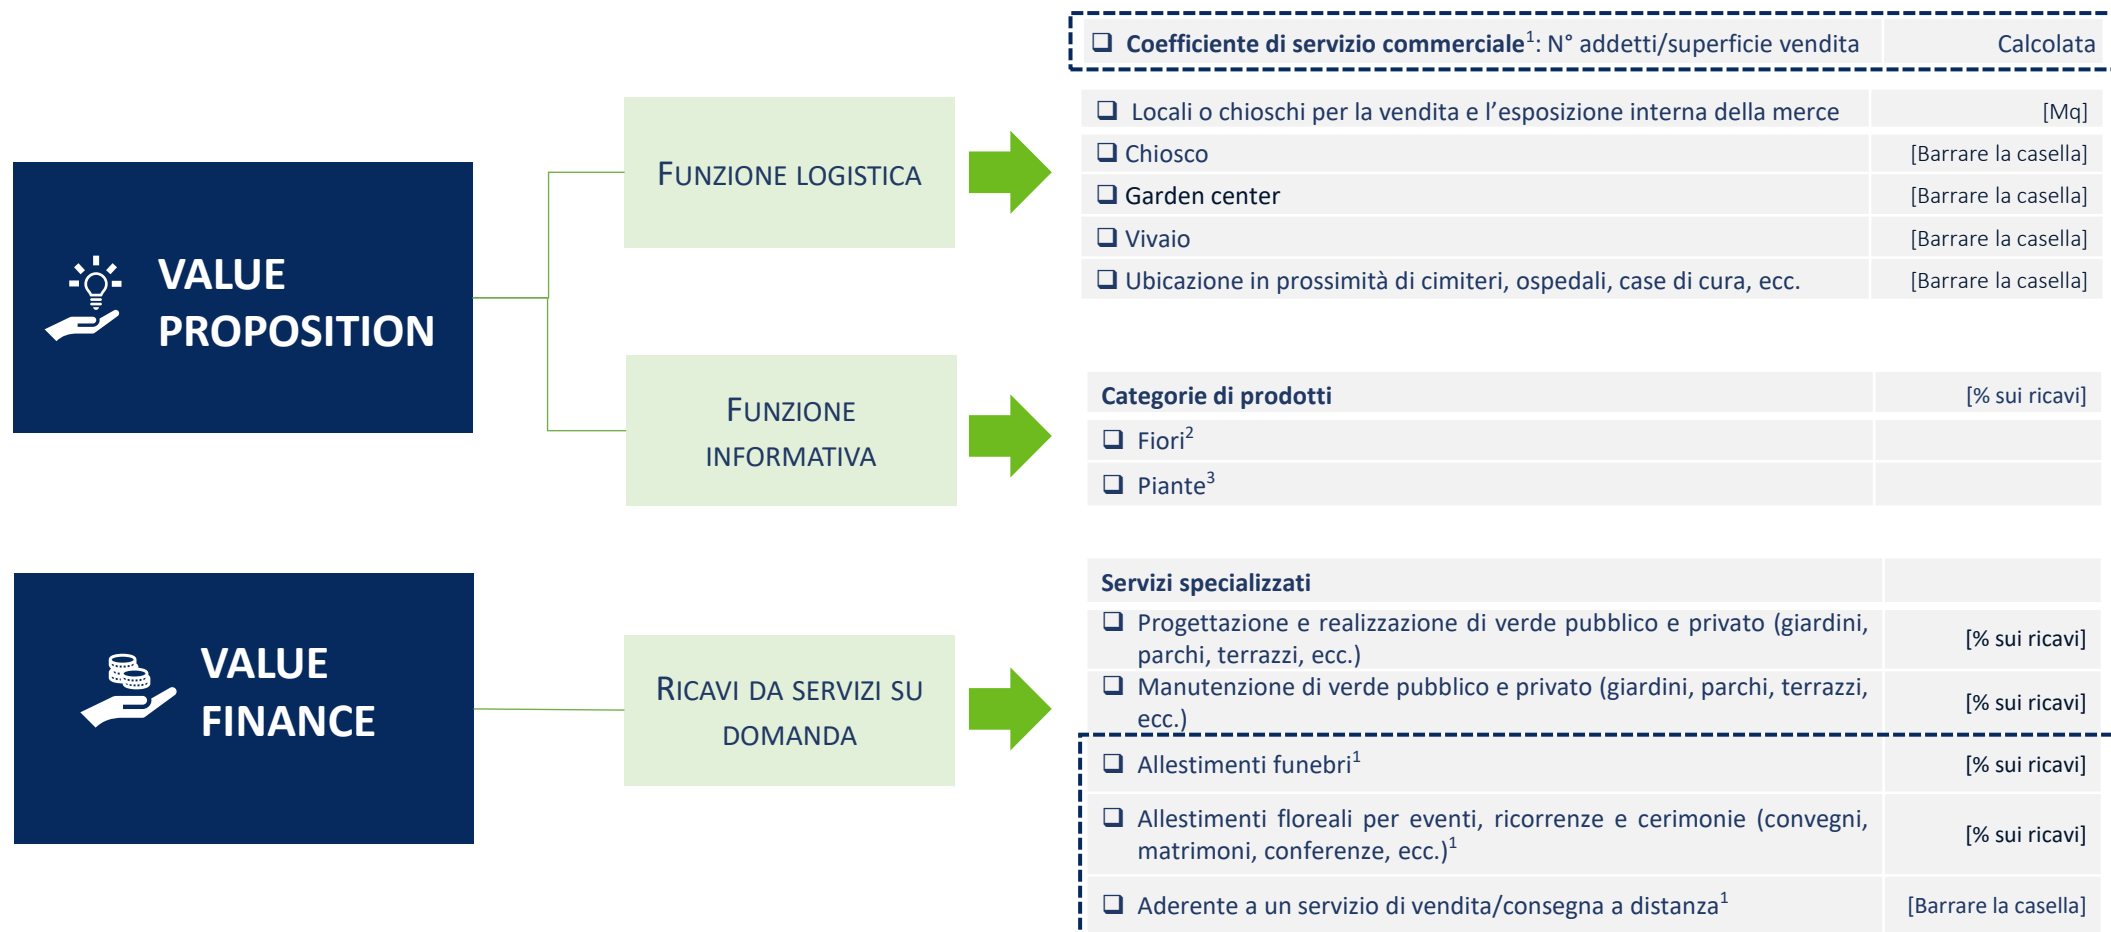 ❑ Coefficiente di servizio commerciale¹: N° addetti/superficie vendita Calcolata
FUNZIONE LOGISTICA
❑ Locali o chioschi per la vendita e l’esposizione interna della merce [Mq]
❑ Chiosco [Barrare la casella]
❑ Garden center [Barrare la casella]
❑ Vivaio [Barrare la casella]
❑ Ubicazione in prossimità di cimiteri, ospedali, case di cura, ecc. [Barrare la casella]
VALUE
PROPOSITION
FUNZIONE
INFORMATIVA
Categorie di prodotti [% sui ricavi]
❑ Fiori²
❑ Piante³
VALUE
FINANCE
RICAVI DA SERVIZI SU
DOMANDA
Servizi specializzati
❑ Progettazione e realizzazione di verde pubblico e privato (giardini,
parchi, terrazzi, ecc.) [% sui ricavi]
❑ Manutenzione di verde pubblico e privato (giardini, parchi, terrazzi,
ecc.) [% sui ricavi]
❑ Allestimenti funebri¹ [% sui ricavi]
❑ Allestimenti floreali per eventi, ricorrenze e cerimonie (convegni,
matrimoni, conferenze, ecc.)¹ [% sui ricavi]
❑ Aderente a un servizio di vendita/consegna a distanza¹ [Barrare la casella]